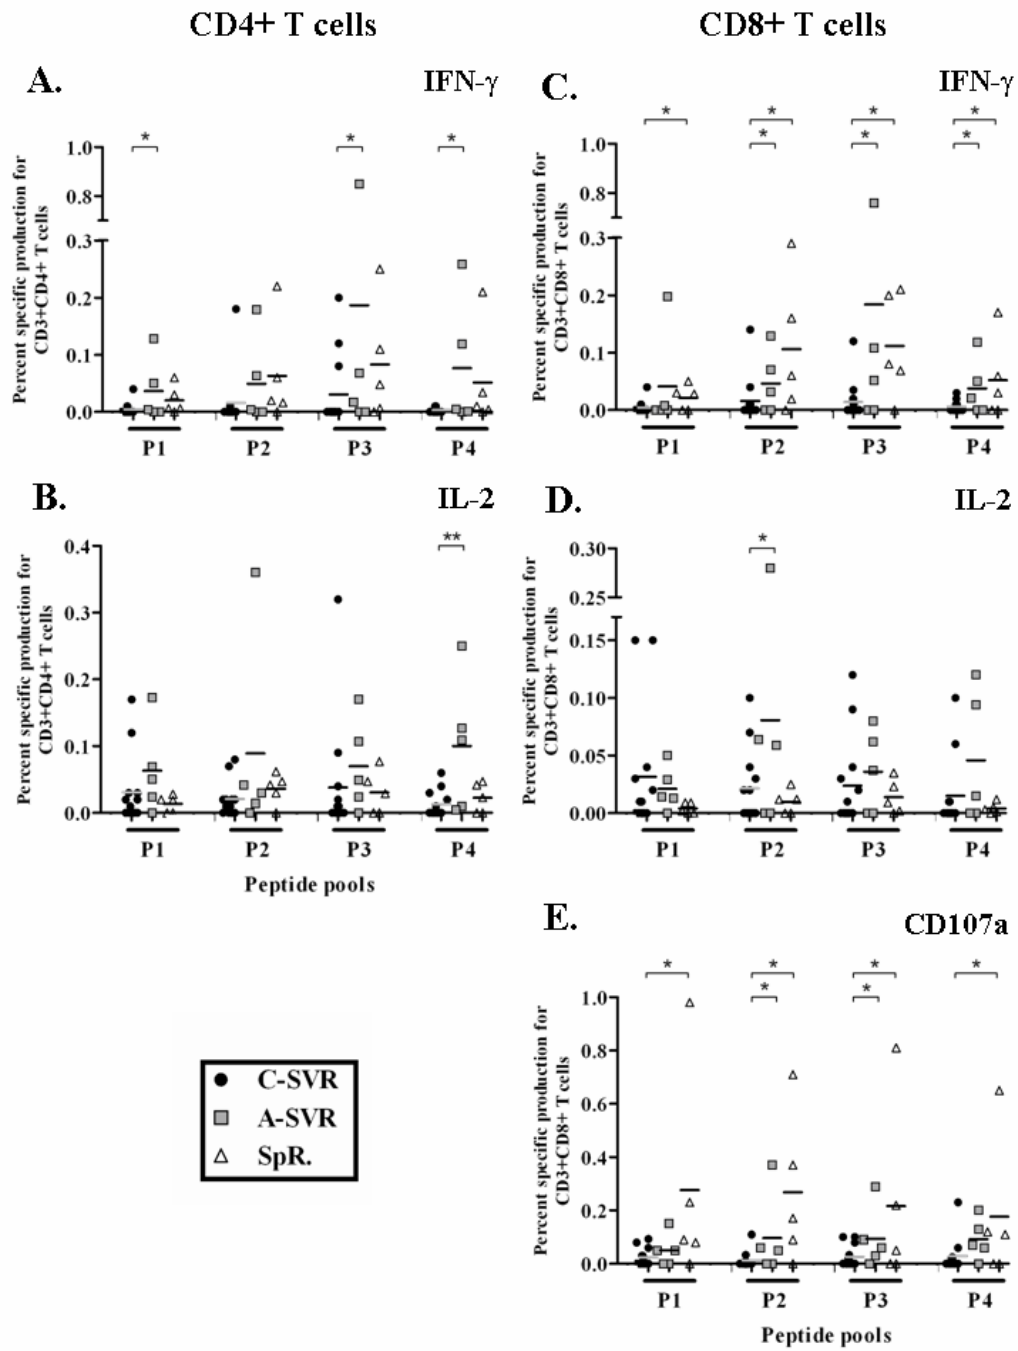 CD4+ T cells
CD8+ T cells
A.
IFN-γ
Percent specific production for
CD3+CD4+ T cells
*
*
*
1.0
0.8
0.3
0.2
0.1
0.0
P1
P2
P3
P4
C.
IFN-γ
Percent specific production for
CD3+CD8+ T cells
*
*
*
*
*
*
*
1.0
0.8
0.3
0.2
0.1
0.0
P1
P2
P3
P4
B.
IL-2
Percent specific production for
CD3+CD4+ T cells
**
0.4
0.3
0.2
0.1
0.0
P1
P2
P3
P4
Peptide pools
D.
IL-2
Percent specific production for
CD3+CD8+ T cells
*
0.30
0.25
0.15
0.10
0.05
0.00
P1
P2
P3
P4
E.
CD107a
Percent specific production for
CD3+CD8+ T cells
*
*
*
*
*
*
1.0
0.8
0.6
0.4
0.2
0.0
P1
P2
P3
P4
Peptide pools
C-SVR
A-SVR
SpR.